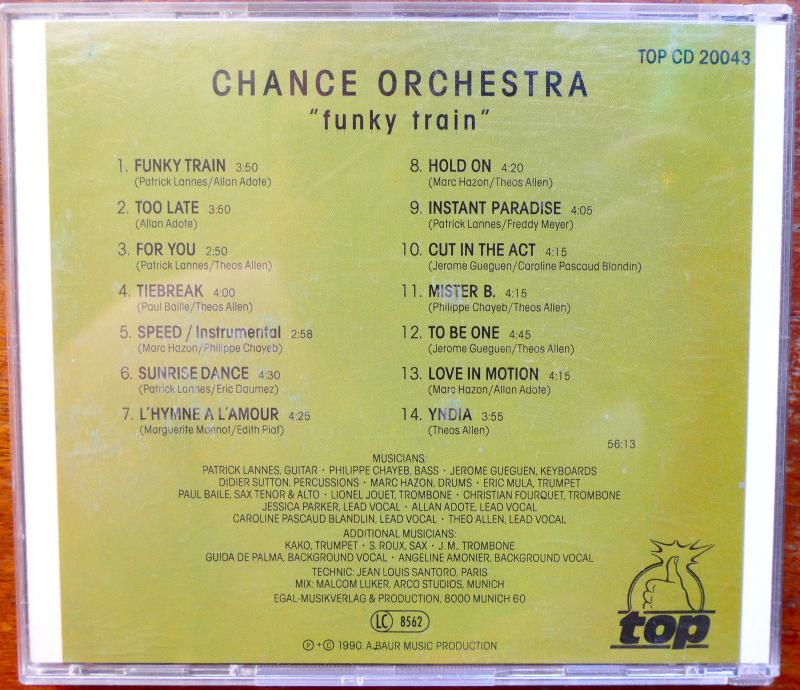 TOP CD 20043
CHANCE ORCHESTRA
"funky train"
1. FUNKY TRAIN 3:50
(Patrick Lannes/Allan Adote)
2. TOO LATE 3:50
(Allan Adote)
3. FOR YOU 2:50
(Patrick Lannes/Theos Allen)
4. TIEBREAK 4:00
(Paul Baille/Theos Allen)
5. SPEED / Instrumental 2:58
(Marc Hazon/Philippe Chayeb)
6. SUNRISE DANCE 4:30
(Patrick Lannes/Eric Daumez)
7. L'HYMNE A L'AMOUR 4:25
(Marguerite Monnot/Edith Piaf)
8. HOLD ON 4:20
(Marc Hazon/Theos Allen)
9. INSTANT PARADISE 4:05
(Patrick Lannes/Freddy Meyer)
10. CUT IN THE ACT 4:15
(Jerome Gueguen/Caroline Pascaud Blondin)
11. MISTER B. 4:15
(Philippe Chayeb/Theos Allen)
12. TO BE ONE 4:45
(Jerome Gueguen/Theos Allen)
13. LOVE IN MOTION 4:15
(Marc Hazon/Allan Adote)
14. YNDIA 3:55
(Theos Allen)
56:13
MUSICIANS:
PATRICK LANNES, GUITAR · PHILIPPE CHAYEB, BASS · JEROME GUEGUEN, KEYBOARDS
DIDIER SUTTON, PERCUSSIONS · MARC HAZON, DRUMS · ERIC MULA, TRUMPET
PAUL BAILE, SAX TENOR & ALTO · LIONEL JOUET, TROMBONE · CHRISTIAN FOURQUET, TROMBONE
JESSICA PARKER, LEAD VOCAL · ALLAN ADOTE, LEAD VOCAL
CAROLINE PASCAUD BLANDLIN, LEAD VOCAL · THEO ALLEN, LEAD VOCAL
ADDITIONAL MUSICIANS:
KAKO, TRUMPET · S. ROUX, SAX · J. M., TROMBONE
GUIDA DE PALMA, BACKGROUND VOCAL · ANGELINE AMONIER, BACKGROUND VOCAL
TECHNIC: JEAN LOUIS SANTORO, PARIS
MIX: MALCOM LUKER, ARCO STUDIOS, MUNICH
EGAL-MUSIKVERLAG & PRODUCTION, 8000 MUNICH 60
LC 8562
℗ + © 1990. A.BAUR MUSIC PRODUCTION
top